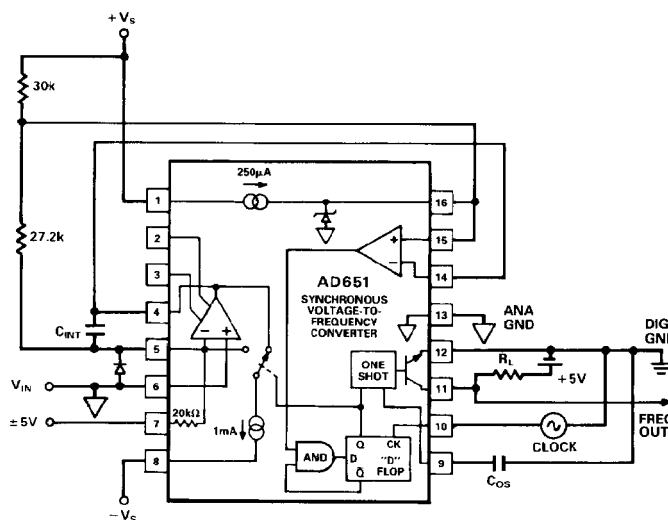 +VS
30k
250µA
1
16
2
15
27.2k
AD651
14
3
SYNCHRONOUS
VOLTAGE-TO-
FREQUENCY
CONVERTER
13
ANA
GND
4
CINT
5
12
DIG
GND
ONE
SHOT
RL
+5V
VIN
6
11
FREQ
OUT
20kΩ
±5V
7
10
CLOCK
1mA
Q CK
AND
D "D"
Q̅ FLOP
8
9
COS
−VS